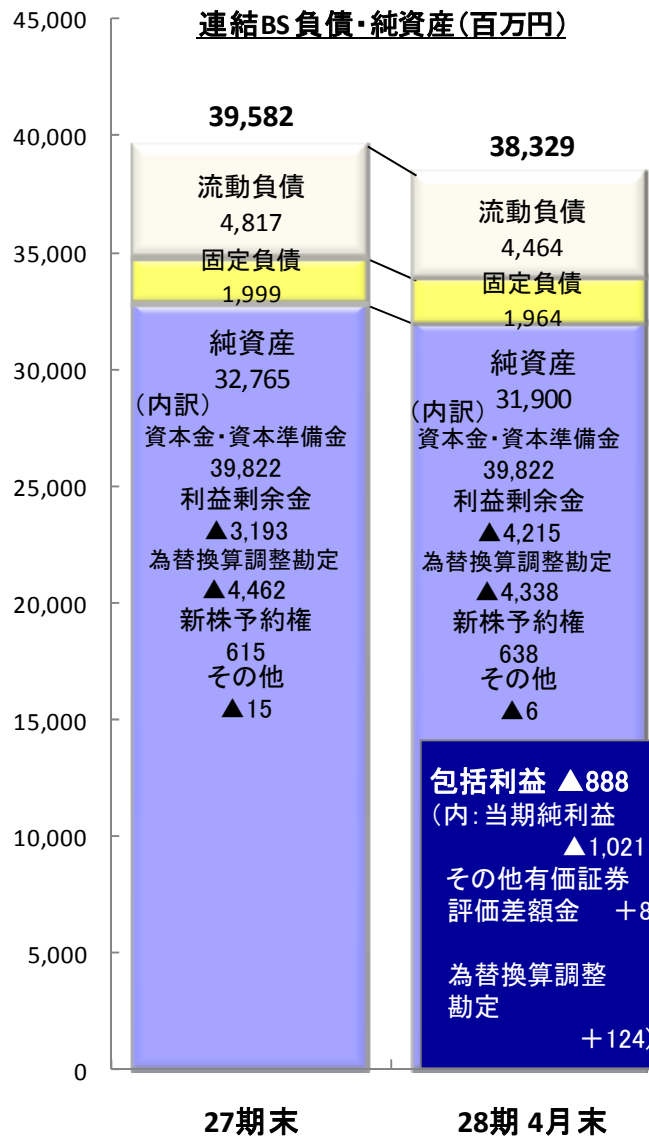 連結BS 負債・純資産(百万円)
45,000
40,000
35,000
30,000
25,000
20,000
15,000
10,000
5,000
0
39,582
流動負債
4,817
固定負債
1,999
純資産
32,765
(内訳)
資本金・資本準備金
39,822
利益剰余金
▲3,193
為替換算調整勘定
▲4,462
新株予約権
615
その他
▲15
27期末
38,329
流動負債
4,464
固定負債
1,964
純資産
(内訳) 31,900
資本金・資本準備金
39,822
利益剰余金
▲4,215
為替換算調整勘定
▲4,338
新株予約権
638
その他
▲6
包括利益 ▲888
(内:当期純利益
▲1,021
その他有価証券
評価差額金 +8
為替換算調整
勘定
+124)
28期 4月末